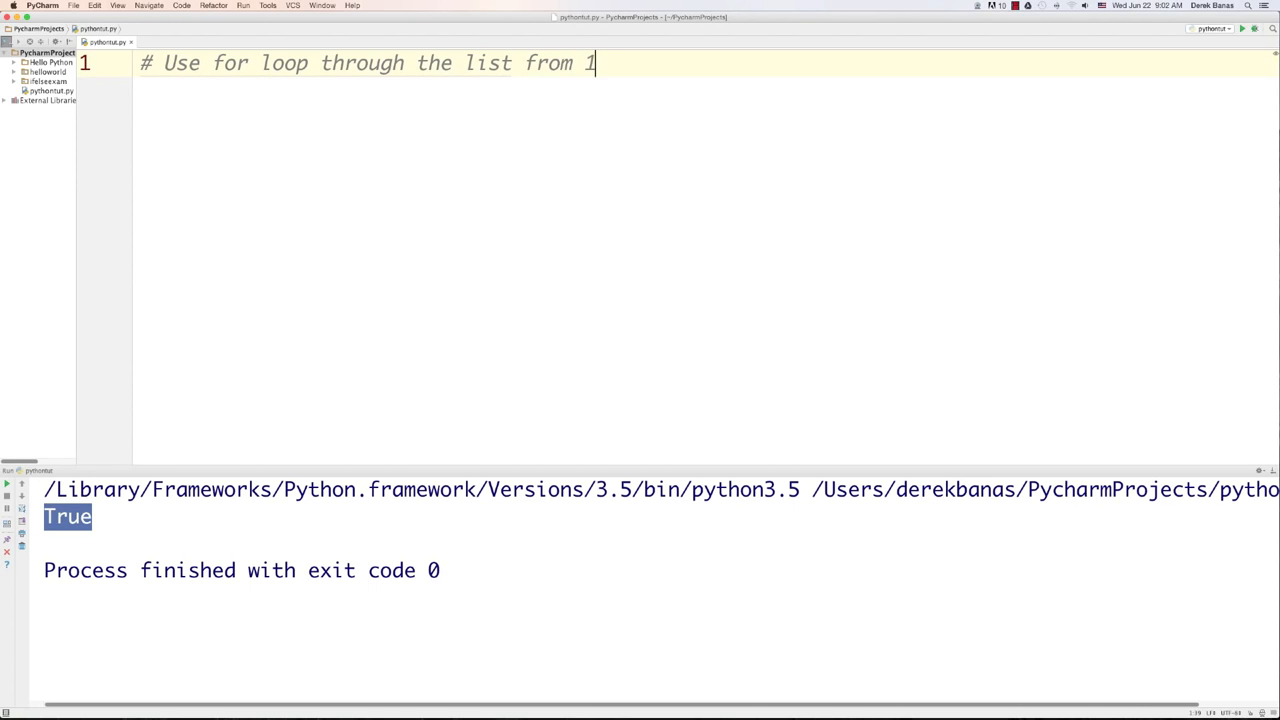 PyCharm File Edit View Navigate Code Refactor Run Tools VCS Window Help 10 Wed Jun 22 9:02 AM Derek Banas
pythontut.py - PycharmProjects - [~/PycharmProjects]
PycharmProjects pythontut.py pythontut
pythontut.py
PycharmProject
Hello Python
helloworld
ifelseexam
pythontut.py
External Librarie
1 # Use for loop through the list from 1
Run pythontut
/Library/Frameworks/Python.framework/Versions/3.5/bin/python3.5 /Users/derekbanas/PycharmProjects/pytho
True
Process finished with exit code 0
1:39 LF÷ UTF-8÷